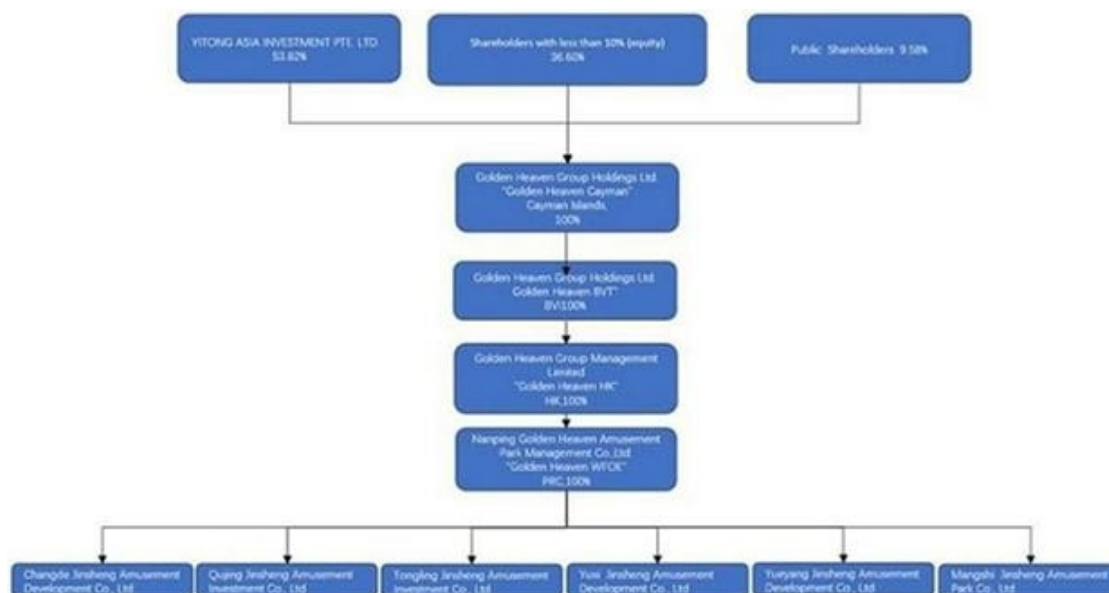 YITONG ASIA INVESTMENT PTE. LTD
53.82%
Shareholders with less than 10% (equity)
36.60%
Public Shareholders 9.58%
Golden Heaven Group Holdings Ltd.
"Golden Heaven Cayman"
Cayman Islands,
100%
Golden Heaven Group Holdings Ltd.
Golden Heaven BVT"
BVI100%
Golden Heaven Group Management
Limited
"Golden Heaven HK"
HK,100%
Nanping Golden Heaven Amusement
Park Management Co.,Ltd
"Golden Heaven WFOE"
PRC,100%
Changde Jinsheng Amusement
Development Co., Ltd
Qujing Jinsheng Amusement
Investment Co., Ltd
Tongling Jinsheng Amusement
Investment Co., Ltd
Yuxi Jinsheng Amusement
Development Co., Ltd
Yueyang Jinsheng Amusement
Development Co., Ltd
Mangshi Jinsheng Amusement
Park Co., Ltd